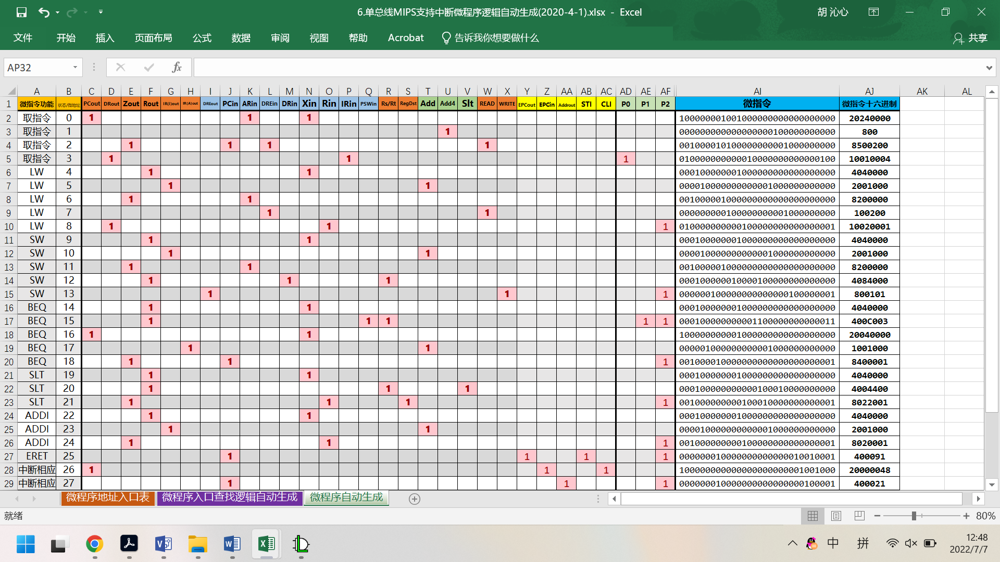 6.单总线MIPS支持中断微程序逻辑自动生成(2020-4-1).xlsx - Excel
胡 沁心
文件 开始 插入 页面布局 公式 数据 审阅 视图 帮助 Acrobat 告诉我你想要做什么 共享
AP32 fx
A B C D E F G H I J K L M N O P Q R S T U V W X Y Z AA AB AC AD AE AF AI AJ AK AL
1 微指令功能 状态/微地址 PCout DRout Zout Rout IR(I)out IR(A)out DREout PCin ARin DREin DRin Xin Rin IRin PSWin Rs/Rt RegDst Add Add4 Slt READ WRITE EPCout EPCin Addrout STI CLI P0 P1 P2 微指令 微指令十六进制
2 取指令 0 1 1 1 100000001001000000000000000000 20240000
3 取指令 1 1 000000000000000000100000000000 800
4 取指令 2 1 1 1 1 001000010100000000001000000000 8500200
5 取指令 3 1 1 1 010000000000010000000000000100 10010004
6 LW 4 1 1 000100000001000000000000000000 4040000
7 LW 5 1 1 000010000000000001000000000000 2001000
8 LW 6 1 1 001000001000000000000000000000 8200000
9 LW 7 1 1 000000000100000000001000000000 100200
10 LW 8 1 1 1 010000000000100000000000000001 10020001
11 SW 9 1 1 000100000001000000000000000000 4040000
12 SW 10 1 1 000010000000000001000000000000 2001000
13 SW 11 1 1 001000001000000000000000000000 8200000
14 SW 12 1 1 1 000100000010000100000000000000 4084000
15 SW 13 1 1 1 000000100000000000000100000001 800101
16 BEQ 14 1 1 000100000001000000000000000000 4040000
17 BEQ 15 1 1 1 1 1 000100000000001100000000000011 400C003
18 BEQ 16 1 1 100000000001000000000000000000 20040000
19 BEQ 17 1 1 000001000000000001000000000000 1001000
20 BEQ 18 1 1 1 001000010000000000000000000001 8400001
21 SLT 19 1 1 000100000001000000000000000000 4040000
22 SLT 20 1 1 1 000100000000000100010000000000 4004400
23 SLT 21 1 1 1 1 001000000000100010000000000001 8022001
24 ADDI 22 1 1 000100000001000000000000000000 4040000
25 ADDI 23 1 1 000010000000000001000000000000 2001000
26 ADDI 24 1 1 1 001000000000100000000000000001 8020001
27 ERET 25 1 1 1 1 000000010000000000000010010001 400091
28 中断相应 26 1 1 1 100000000000000000000001001000 20000048
29 中断相应 27 1 1 1 000000010000000000000000100001 400021
微程序地址入口表 微程序入口查找逻辑自动生成 微程序自动生成
就绪 80%
中 拼 12:48
2022/7/7